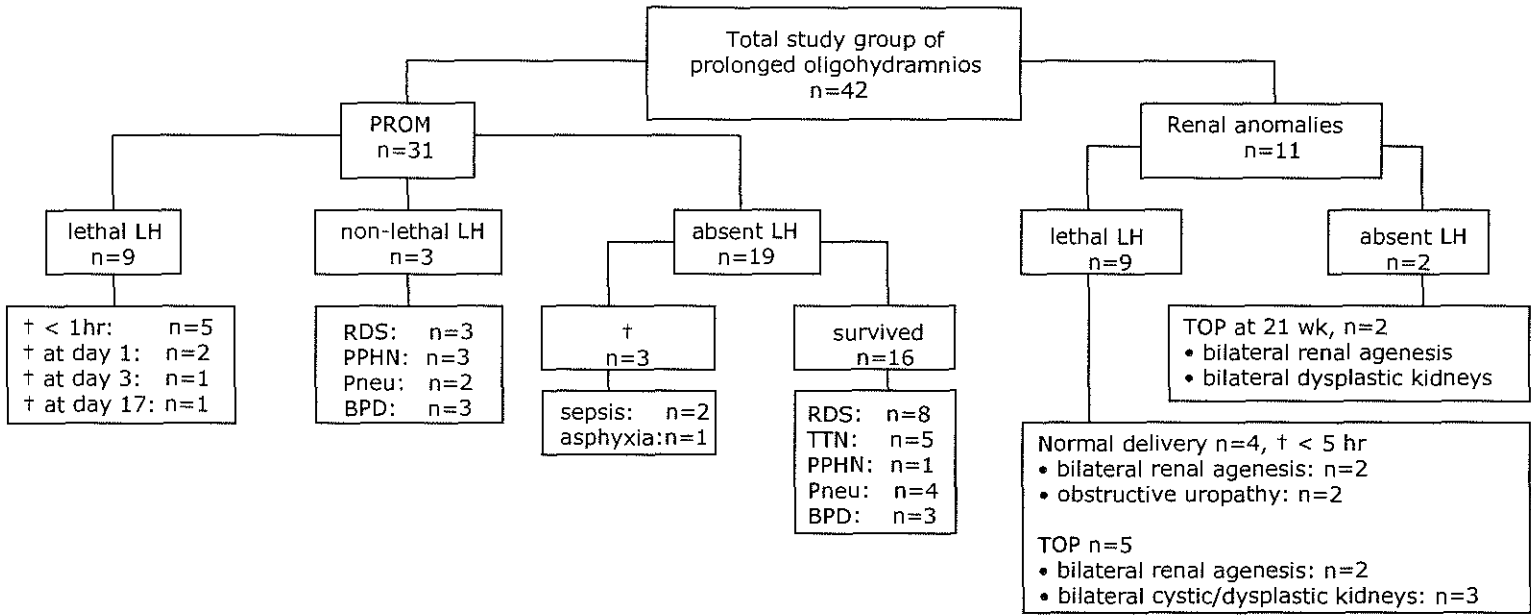 Total study group of
prolonged oligohydramnios
n=42
PROM
n=31
Renal anomalies
n=11
lethal LH
n=9
non-lethal LH
n=3
absent LH
n=19
lethal LH
n=9
absent LH
n=2
† < 1hr: n=5
† at day 1: n=2
† at day 3: n=1
† at day 17: n=1
RDS: n=3
PPHN: n=3
Pneu: n=2
BPD: n=3
†
n=3
survived
n=16
sepsis: n=2
asphyxia:n=1
RDS: n=8
TTN: n=5
PPHN: n=1
Pneu: n=4
BPD: n=3
TOP at 21 wk, n=2
• bilateral renal agenesis
• bilateral dysplastic kidneys
Normal delivery n=4, † < 5 hr
• bilateral renal agenesis: n=2
• obstructive uropathy: n=2
TOP n=5
• bilateral renal agenesis: n=2
• bilateral cystic/dysplastic kidneys: n=3